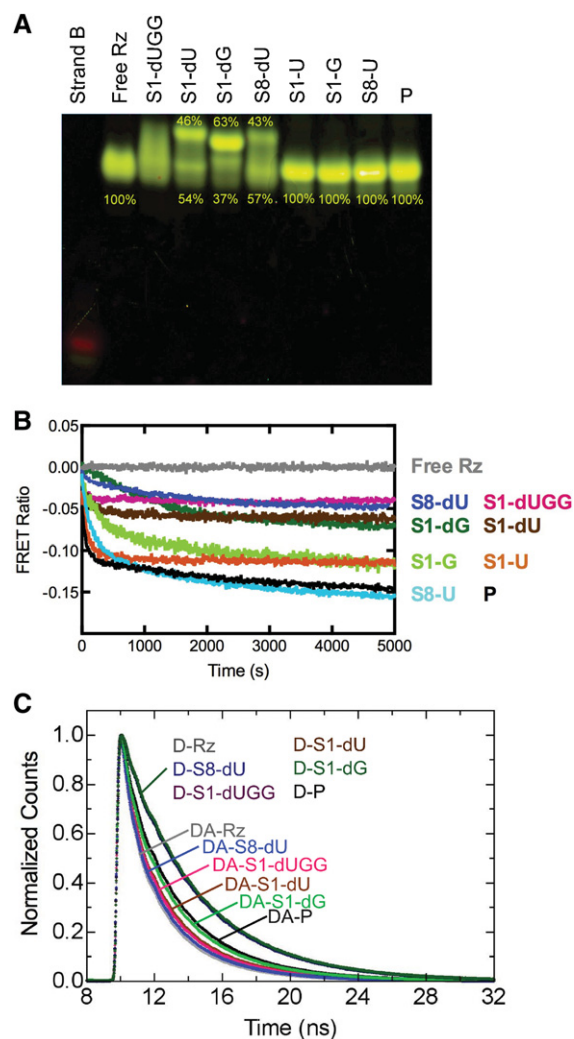 A
Strand B
Free Rz
S1-dUGG
S1-dU
S1-dG
S8-dU
S1-U
S1-G
S8-U
P
46% 63% 43%
100% 54% 37% 57% 100% 100% 100% 100%
B
0.05
0.00
-0.05
-0.10
-0.15
FRET Ratio
0 1000 2000 3000 4000 5000
Time (s)
Free Rz
S8-dU S1-dUGG
S1-dG S1-dU
S1-G S1-U
S8-U P
C
1.0
0.8
0.6
0.4
0.2
0.0
Normalized Counts
D-Rz D-S1-dU
D-S8-dU D-S1-dG
D-S1-dUGG D-P
DA-Rz
DA-S8-dU
DA-S1-dUGG
DA-S1-dU
DA-S1-dG
DA-P
8 12 16 20 24 28 32
Time (ns)